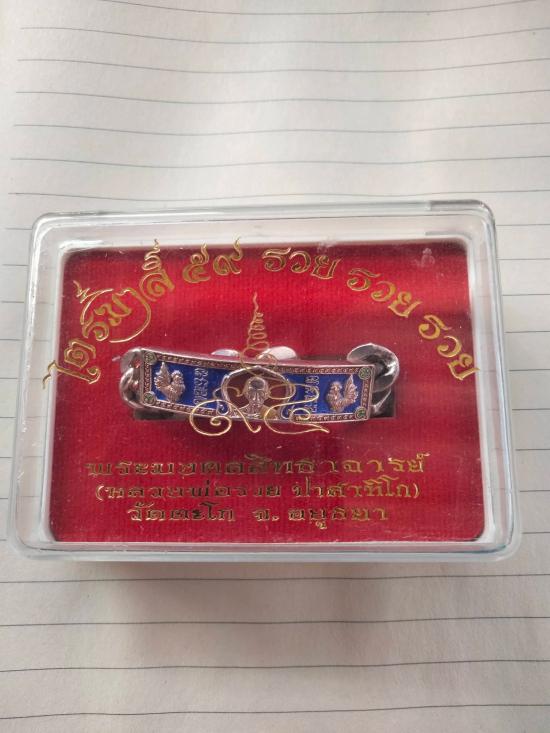 ไตรมาส ๕๙ รวย รวย รวย
พระมงคลสิทธาจารย์
(หลวงพ่อรวย ปาสาทิโก)
วัดตะโก จ. อยุธยา